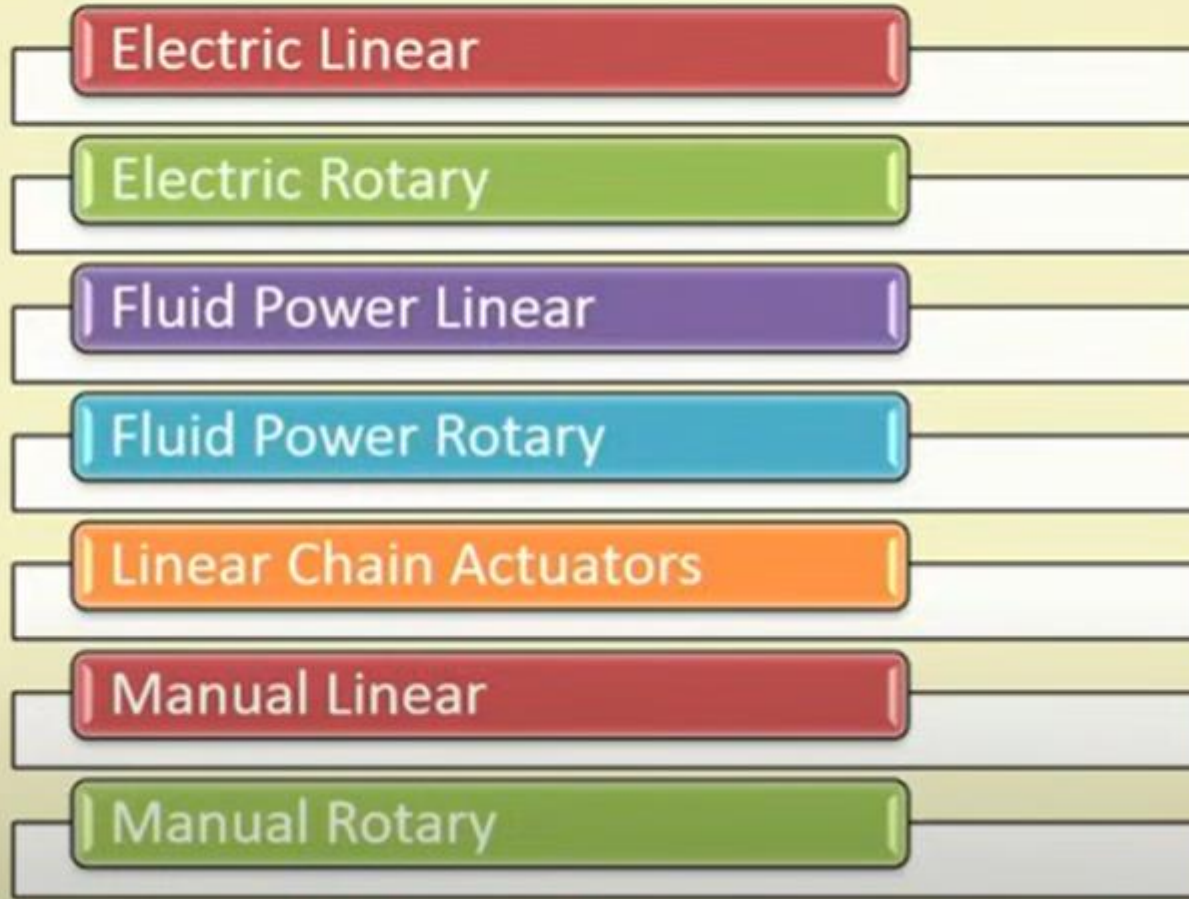 Electric Linear
Electric Rotary
Fluid Power Linear
Fluid Power Rotary
Linear Chain Actuators
Manual Linear
Manual Rotary